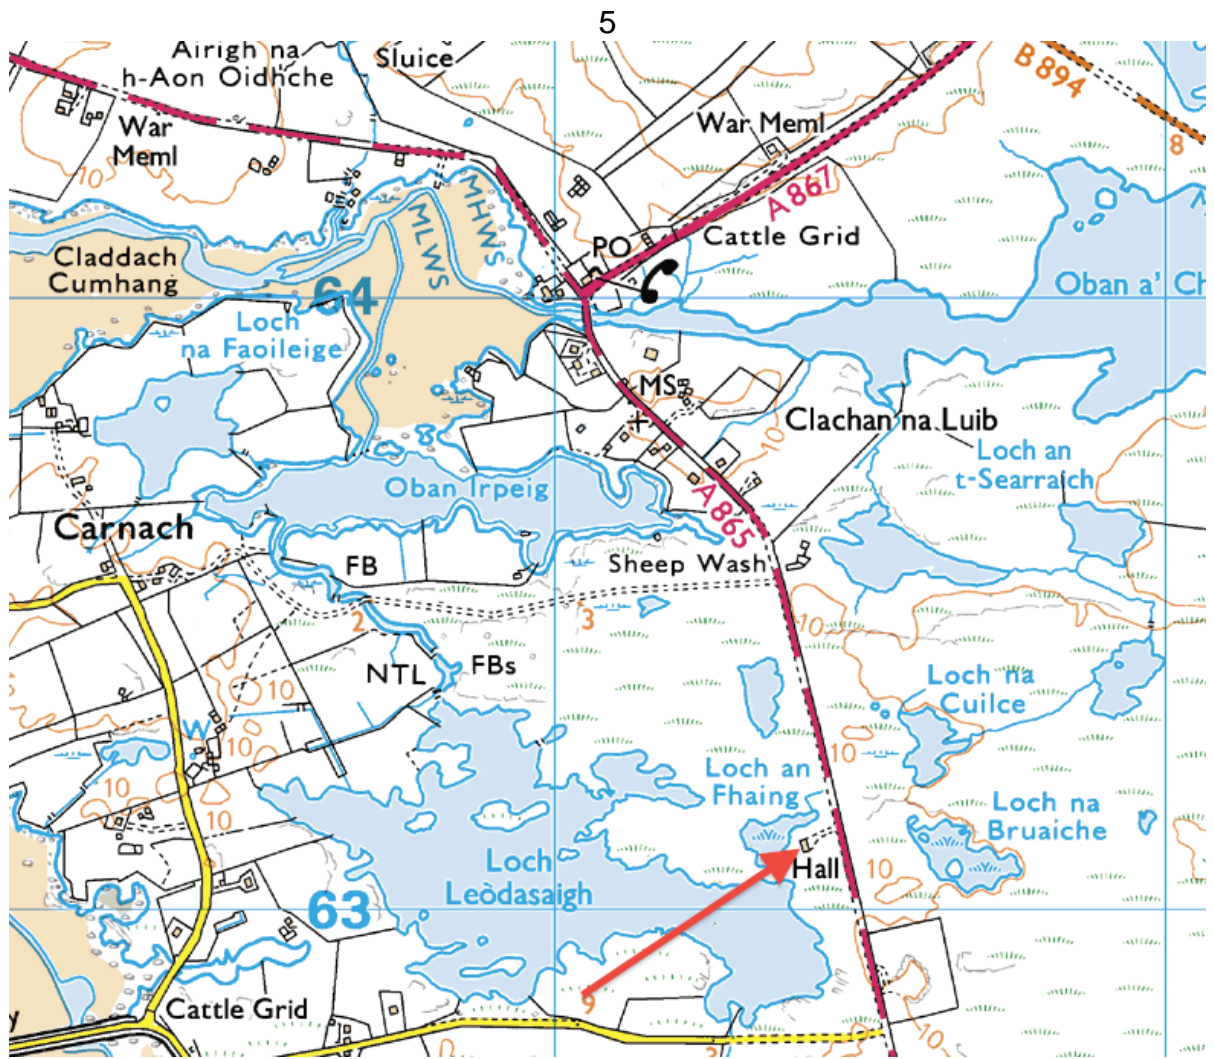 5
Airigh na
h-Aon Oidhche
Sluice
B 894
8
War
Meml
War Meml
10
A 867
MHWS
MLWS
PO
Cattle Grid
Claddach
Cumhang
64
Oban a' Ch
Loch
na Faoileige
MS
Clachan na Luib
10
Loch an
t-Searraich
Oban Irpeig
A 865
Carnach
FB
Sheep Wash
2
3
10
NTL
FBs
10
Loch na
Cuilce
W
10
10
Loch an
Fhaing
Loch na
Bruaiche
10
Loch
Leòdasaigh
Hall
10
63
9
Cattle Grid
y
10